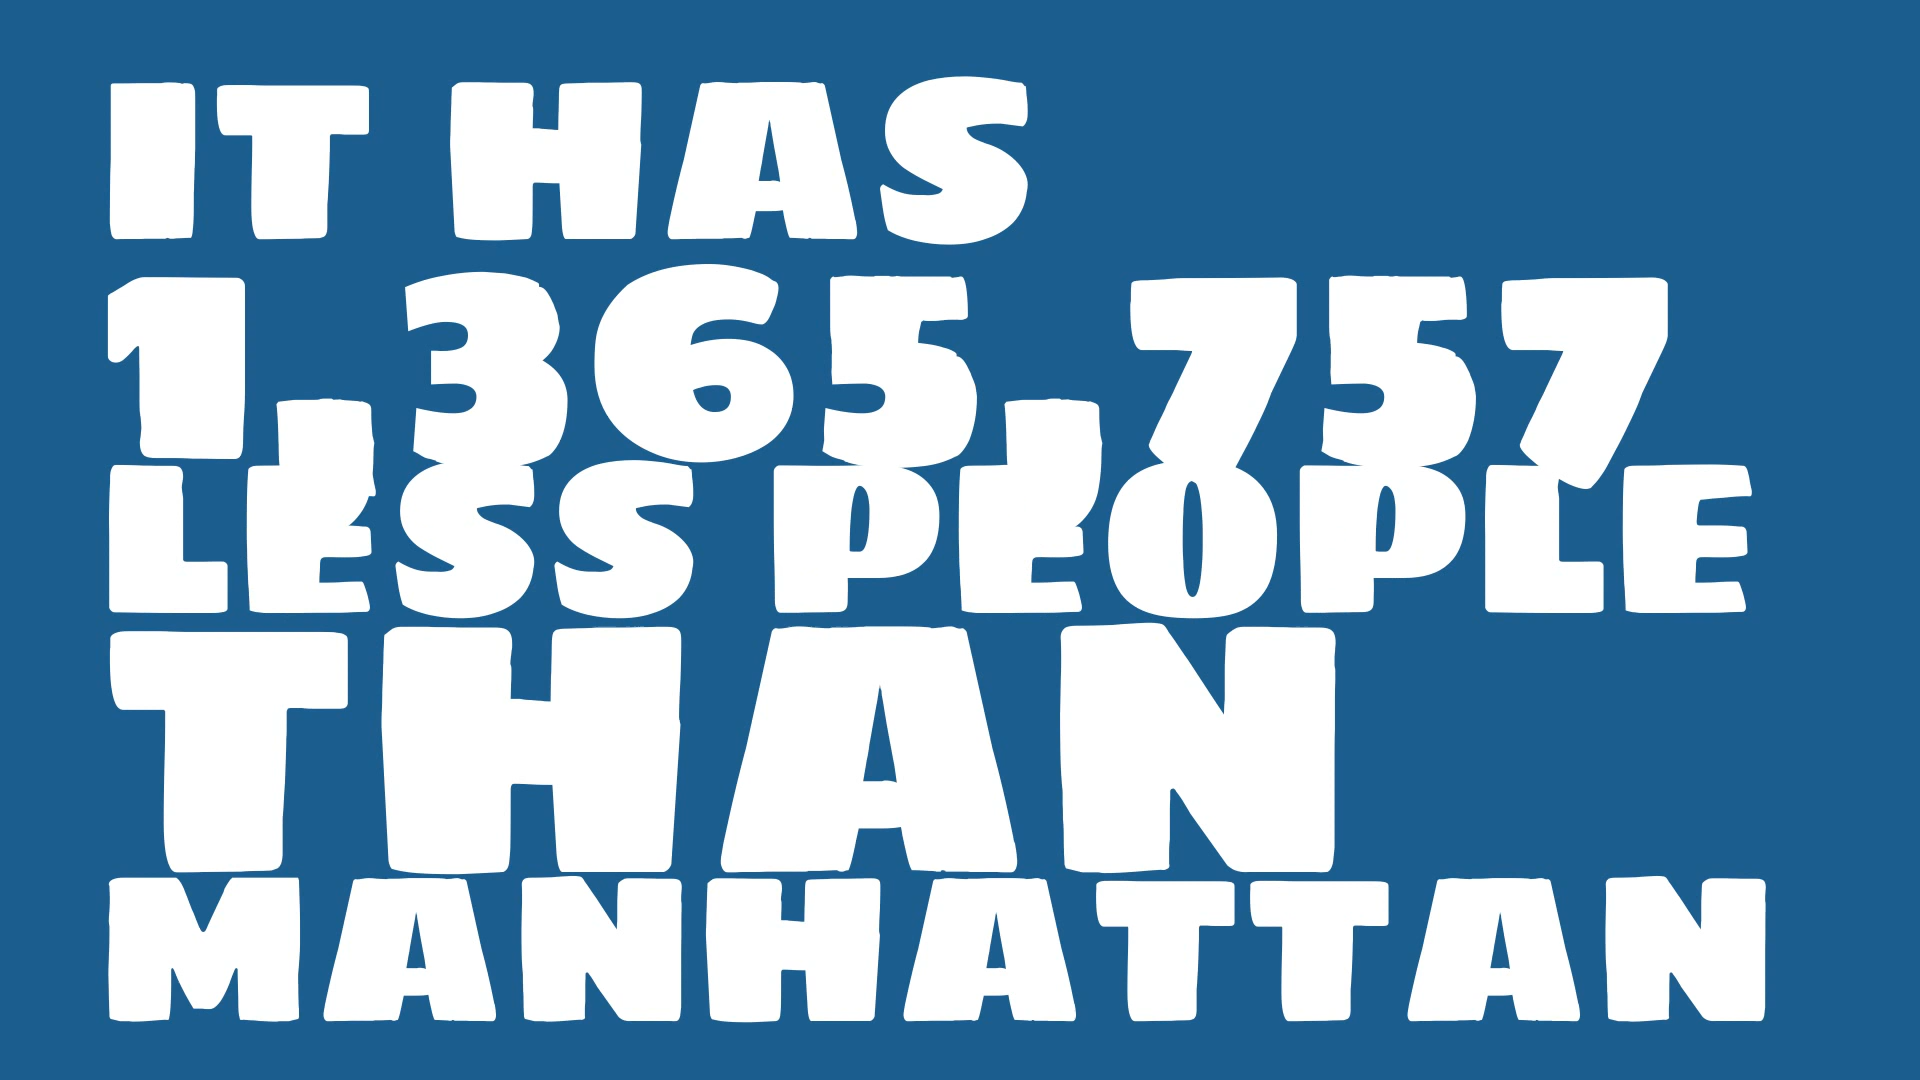 IT HAS
1,365,757
LESS PEOPLE
THAN
MANHATTAN